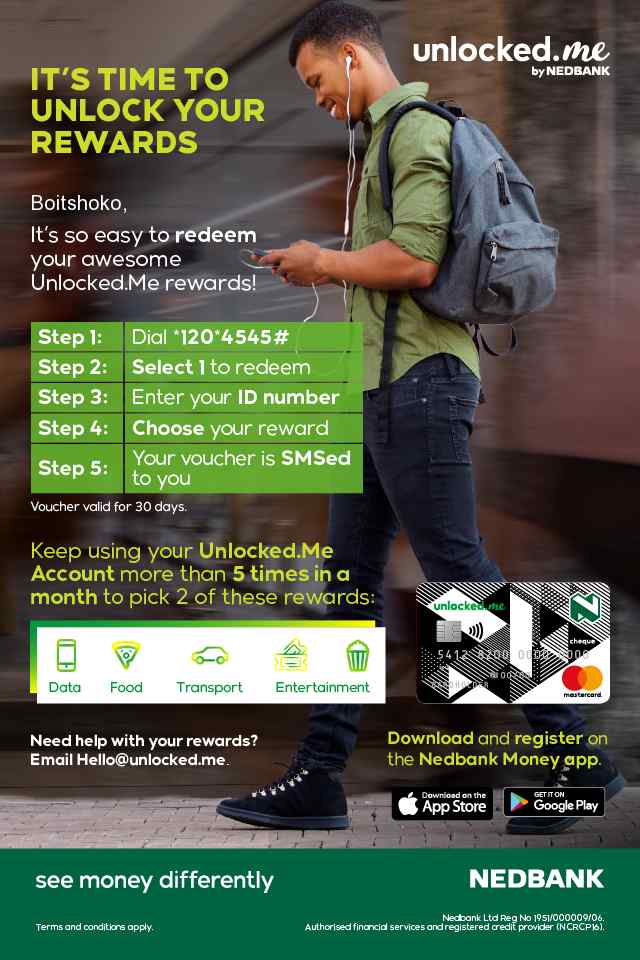 unlocked.me
by NEDBANK
IT'S TIME TO
UNLOCK YOUR
REWARDS
Boitshoko,
It's so easy to redeem
your awesome
Unlocked.Me rewards!
Step 1: Dial *120*4545#
Step 2: Select 1 to redeem
Step 3: Enter your ID number
Step 4: Choose your reward
Step 5: Your voucher is SMSed
to you
Voucher valid for 30 days.
Keep using your Unlocked.Me
Account more than 5 times in a
month to pick 2 of these rewards:
Data Food Transport Entertainment
unlocked.me
cheque
5412
mastercard.
Need help with your rewards?
Email Hello@unlocked.me.
Download and register on
the Nedbank Money app.
Download on the
App Store
GET IT ON
Google Play
see money differently
NEDBANK
Terms and conditions apply.
Nedbank Ltd Reg No 1951/000009/06.
Authorised financial services and registered credit provider (NCRCP16).